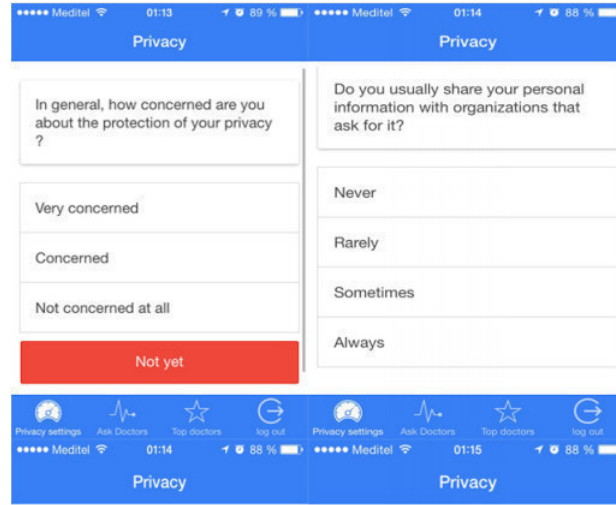 Meditel 01:13 89 %
Privacy
In general, how concerned are you
about the protection of your privacy
?
Very concerned
Concerned
Not concerned at all
Not yet
Privacy settings Ask Doctors Top doctors log out
Meditel 01:14 88 %
Privacy
Do you usually share your personal
information with organizations that
ask for it?
Never
Rarely
Sometimes
Always
Privacy settings Ask Doctors Top doctors log out
Meditel 01:14 88 %
Privacy
Meditel 01:15 88 %
Privacy